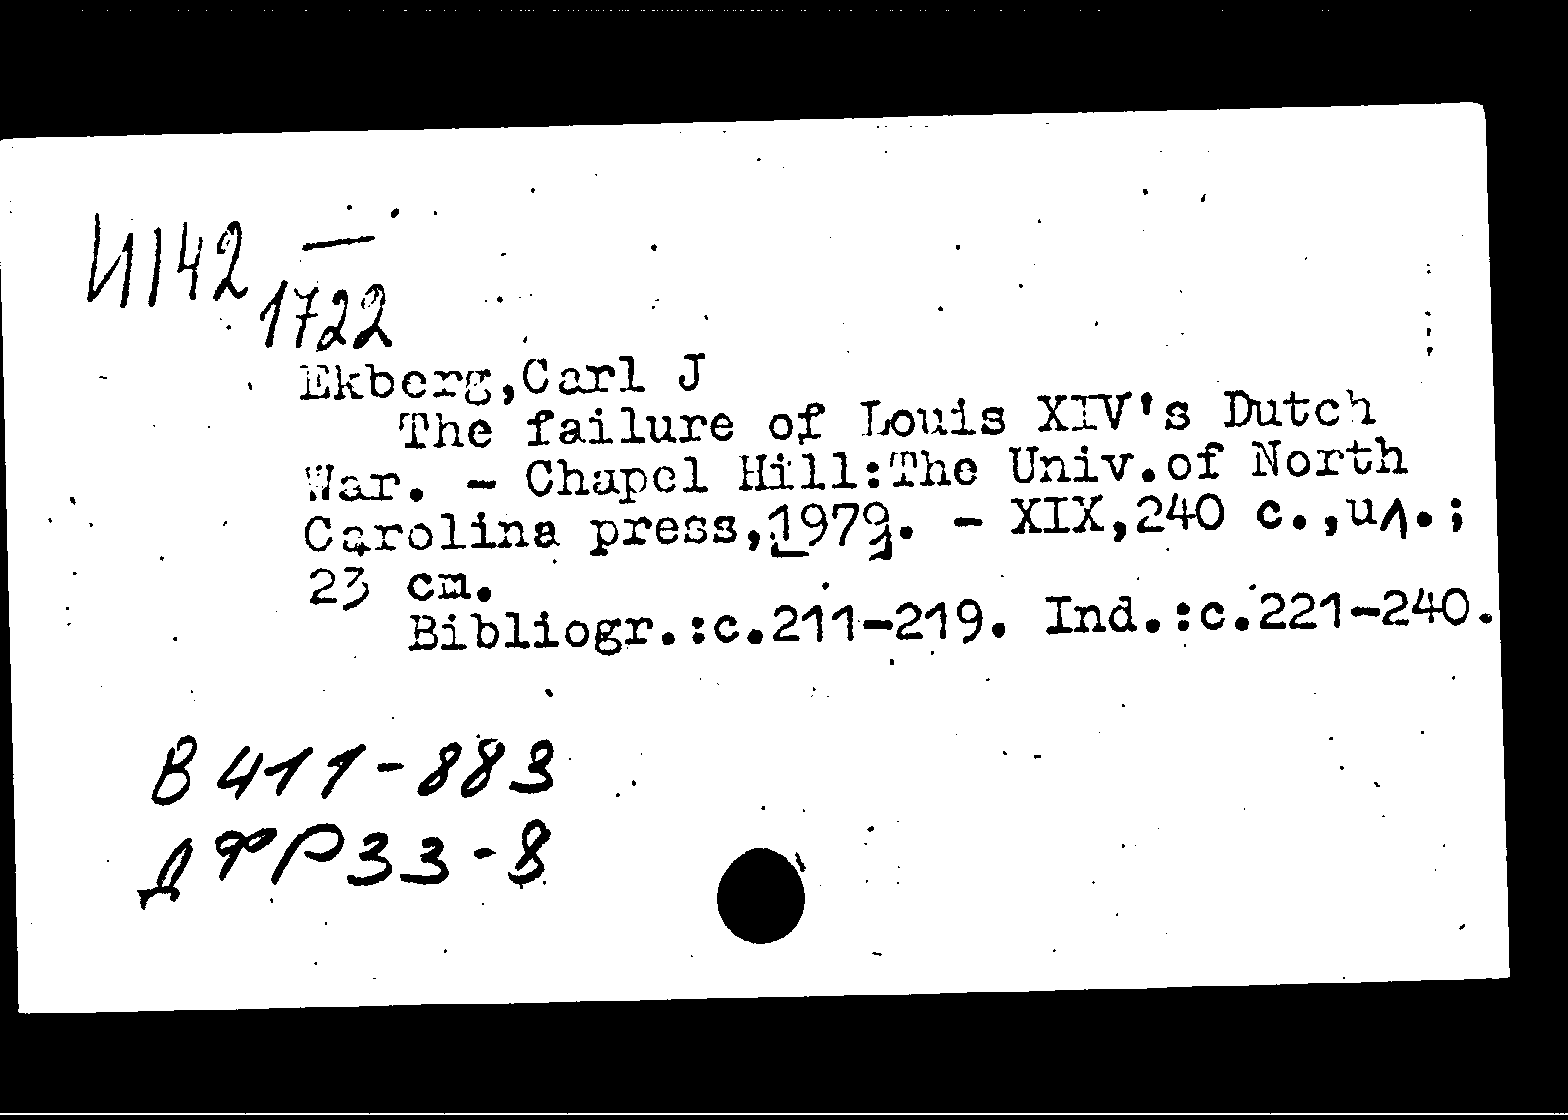 И142 —
1722
Ekberg,Carl J
The failure of Louis XIV's Dutch
War. - Chapel Hill:The Univ.of North
Carolina press,1979. - XIX,240 c.,ил.;
23 cm.
Bibliogr.:c.211-219. Ind.:c.221-240.
В 411-883
ДФР33-8